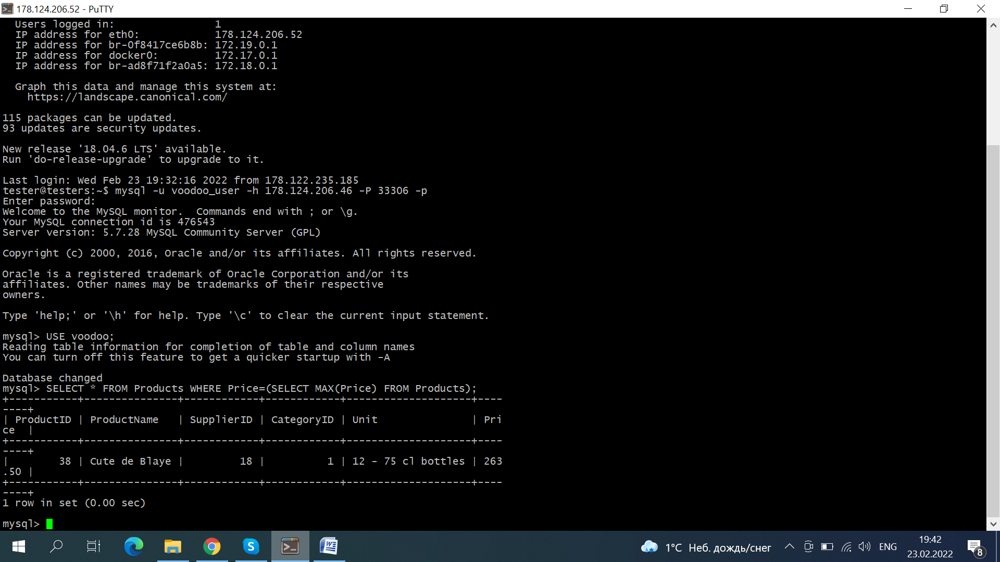 178.124.206.52 - PuTTY
Users logged in: 1
IP address for eth0: 178.124.206.52
IP address for br-0f8417ce6b8b: 172.19.0.1
IP address for docker0: 172.17.0.1
IP address for br-ad8f71f2a0a5: 172.18.0.1
Graph this data and manage this system at:
https://landscape.canonical.com/
115 packages can be updated.
93 updates are security updates.
New release '18.04.6 LTS' available.
Run 'do-release-upgrade' to upgrade to it.
Last login: Wed Feb 23 19:32:16 2022 from 178.122.235.185
tester@testers:~$ mysql -u voodoo_user -h 178.124.206.46 -P 33306 -p
Enter password:
Welcome to the MySQL monitor.  Commands end with ; or \g.
Your MySQL connection id is 476543
Server version: 5.7.28 MySQL Community Server (GPL)
Copyright (c) 2000, 2016, Oracle and/or its affiliates. All rights reserved.
Oracle is a registered trademark of Oracle Corporation and/or its
affiliates. Other names may be trademarks of their respective
owners.
Type 'help;' or '\h' for help. Type '\c' to clear the current input statement.
mysql> USE voodoo;
Reading table information for completion of table and column names
You can turn off this feature to get a quicker startup with -A
Database changed
mysql> SELECT * FROM Products WHERE Price=(SELECT MAX(Price) FROM Products);
+-----------+---------------+------------+------------+--------------------+----
----+
| ProductID | ProductName   | SupplierID | CategoryID | Unit               | Pri
ce  |
+-----------+---------------+------------+------------+--------------------+----
----+
|        38 | Cute de Blaye |         18 |          1 | 12 - 75 cl bottles | 263
.50 |
+-----------+---------------+------------+------------+--------------------+----
----+
1 row in set (0.00 sec)
mysql>
1°C Неб. дождь/снег
ENG
19:42
23.02.2022
8